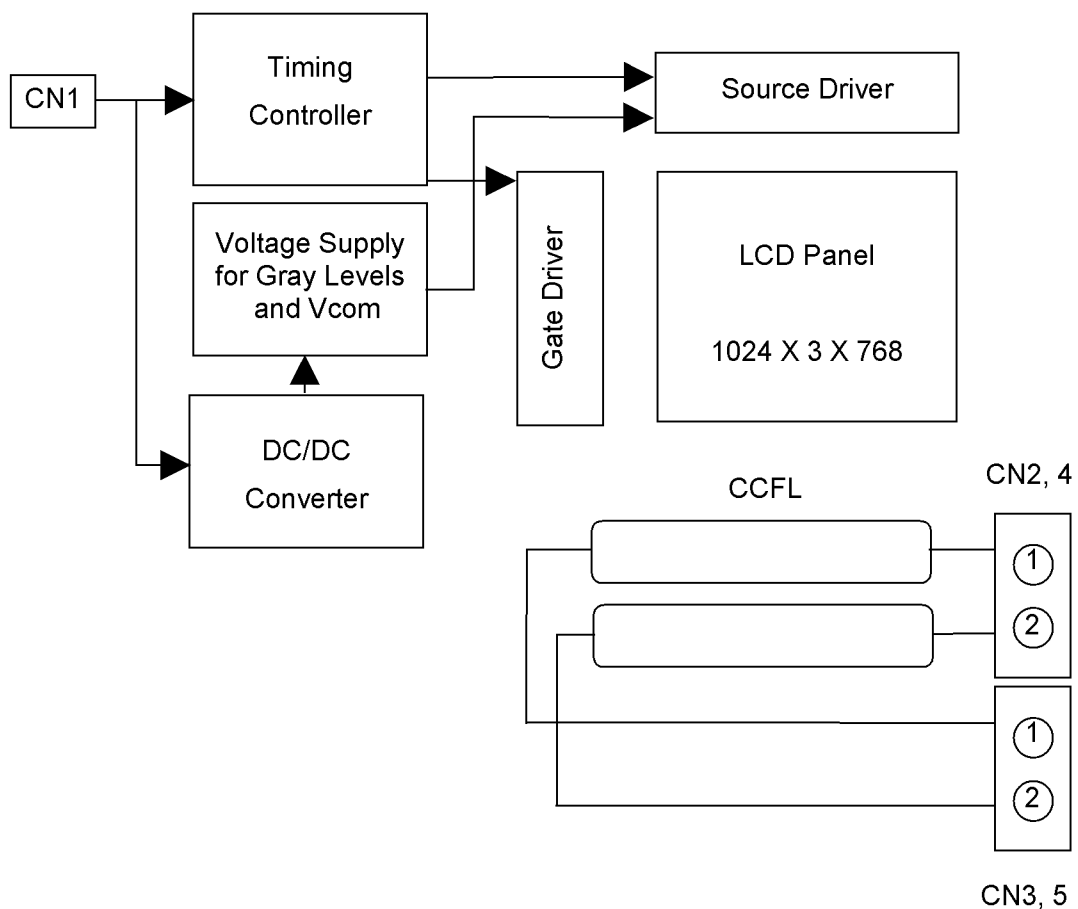 CN1
Timing
Controller
Source Driver
Voltage Supply
for Gray Levels
and Vcom
Gate Driver
LCD Panel
1024 X 3 X 768
DC/DC
Converter
CCFL
CN2, 4
1
2
1
2
CN3, 5